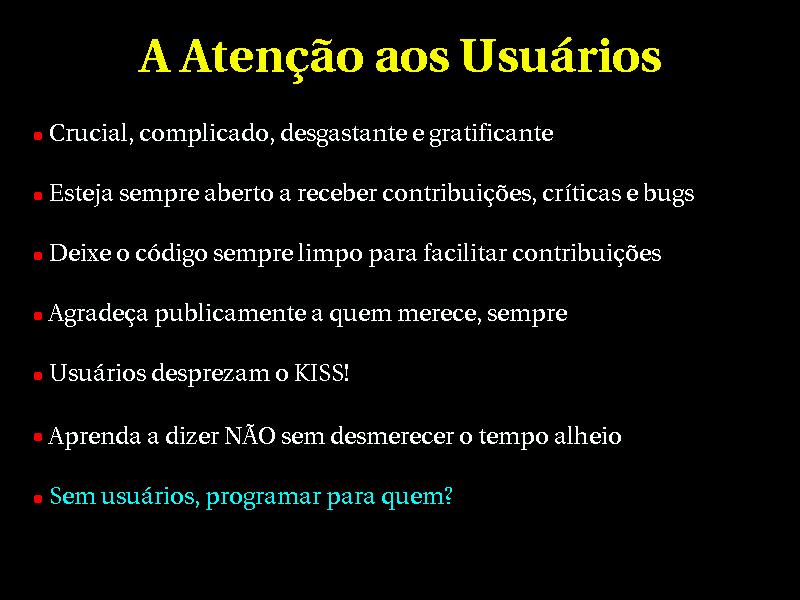 A Atenção aos Usuários
Crucial, complicado, desgastante e gratificante
Esteja sempre aberto a receber contribuições, críticas e bugs
Deixe o código sempre limpo para facilitar contribuições
Agradeça publicamente a quem merece, sempre
Usuários desprezam o KISS!
Aprenda a dizer NÃO sem desmerecer o tempo alheio
Sem usuários, programar para quem?